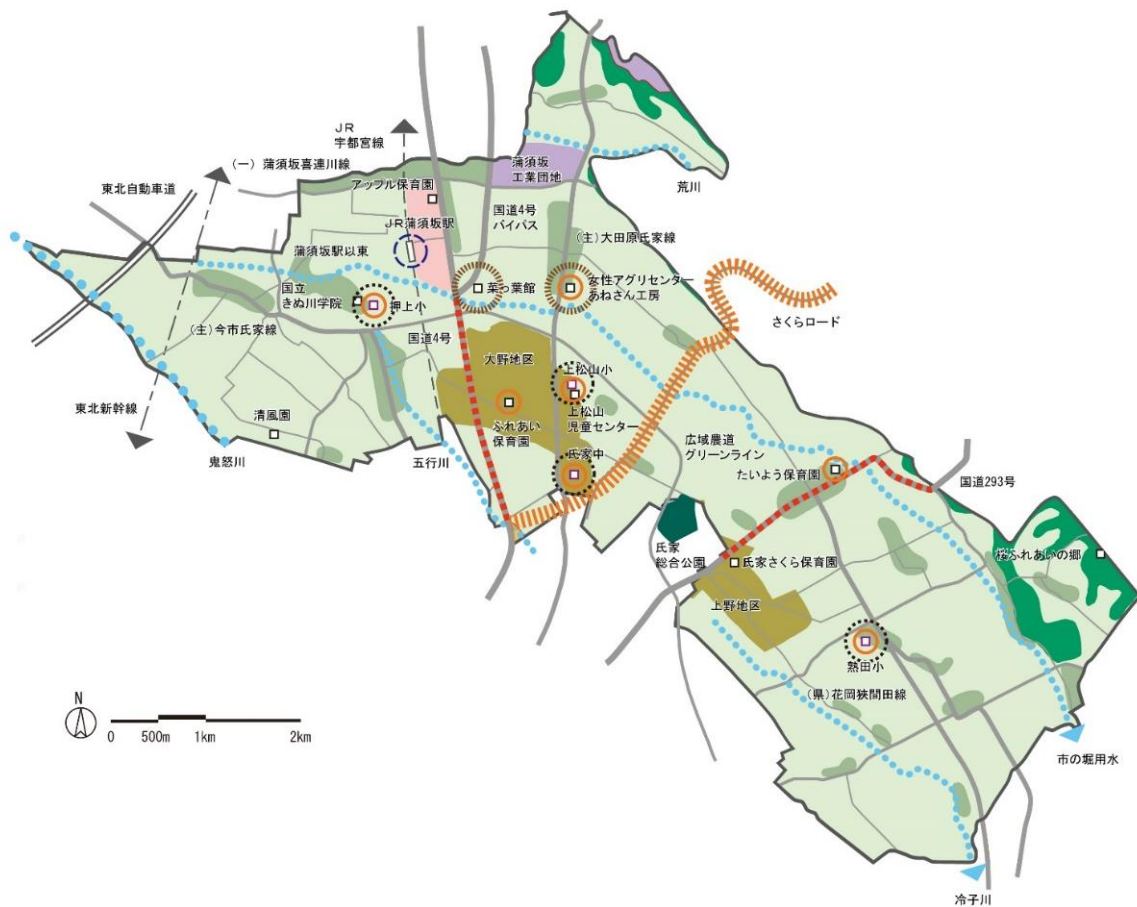 JR
宇都宮線
(一) 蒲須坂喜連川線
東北自動車道
アップル保育園
蒲須坂
工業団地
荒川
国道4号
バイパス
JR蒲須坂駅
(主)大田原氏家線
蒲須坂駅以東
国立
きぬ川学院
押上小
菜っ葉館
女性アグリセンター
あねさん工房
さくらロード
(主)今市氏家線
国道4号
大野地区
上松山小
上松山
児童センター
東北新幹線
清風園
ふれあい
保育園
広域農道
グリーンライン
鬼怒川
五行川
氏家中
たいよう保育園
国道293号
氏家
総合公園
氏家さくら保育園
桜ふれあいの郷
上野地区
熟田小
(県)花岡狭間田線
N
0
500m
1km
2km
市の堀用水
冷子川